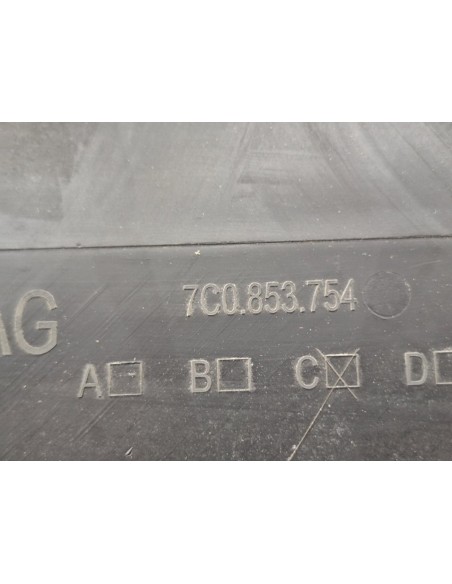 7C0.853.754
AG
A☐ B☐ C☒ D☐